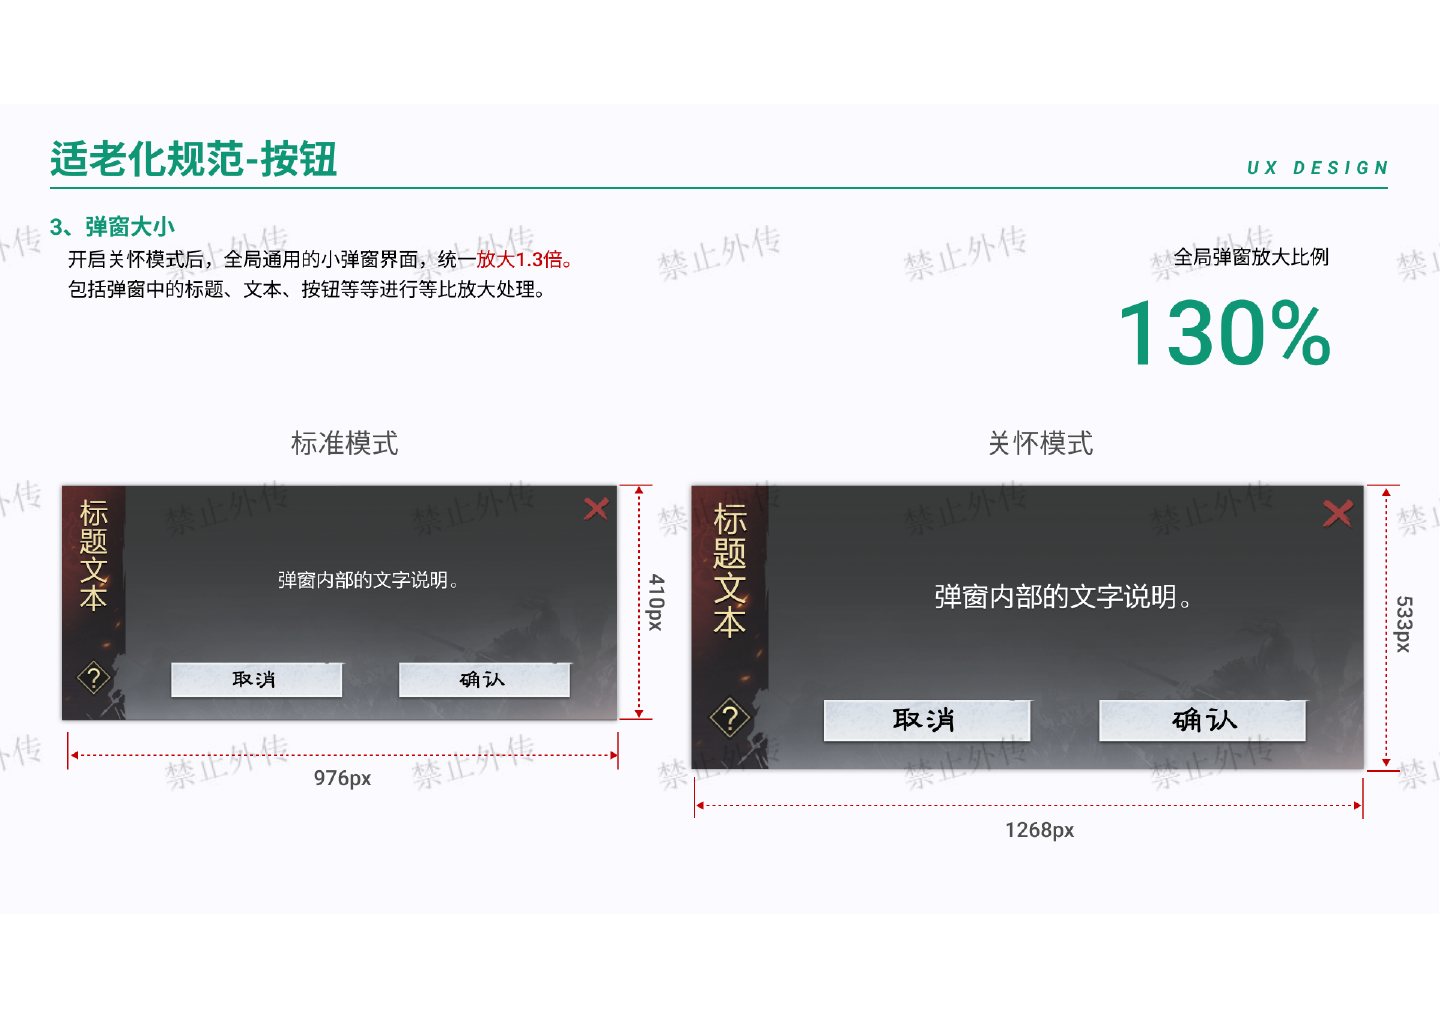 适老化规范-按钮
UX DESIGN
3、弹窗大小
开启关怀模式后，全局通用的小弹窗界面，统一放大1.3倍。
包括弹窗中的标题、文本、按钮等等进行等比放大处理。
全局弹窗放大比例
130%
标准模式
标题文本
弹窗内部的文字说明。
?
取消
确认
410px
976px
关怀模式
标题文本
弹窗内部的文字说明。
?
取消
确认
533px
1268px
禁止外传